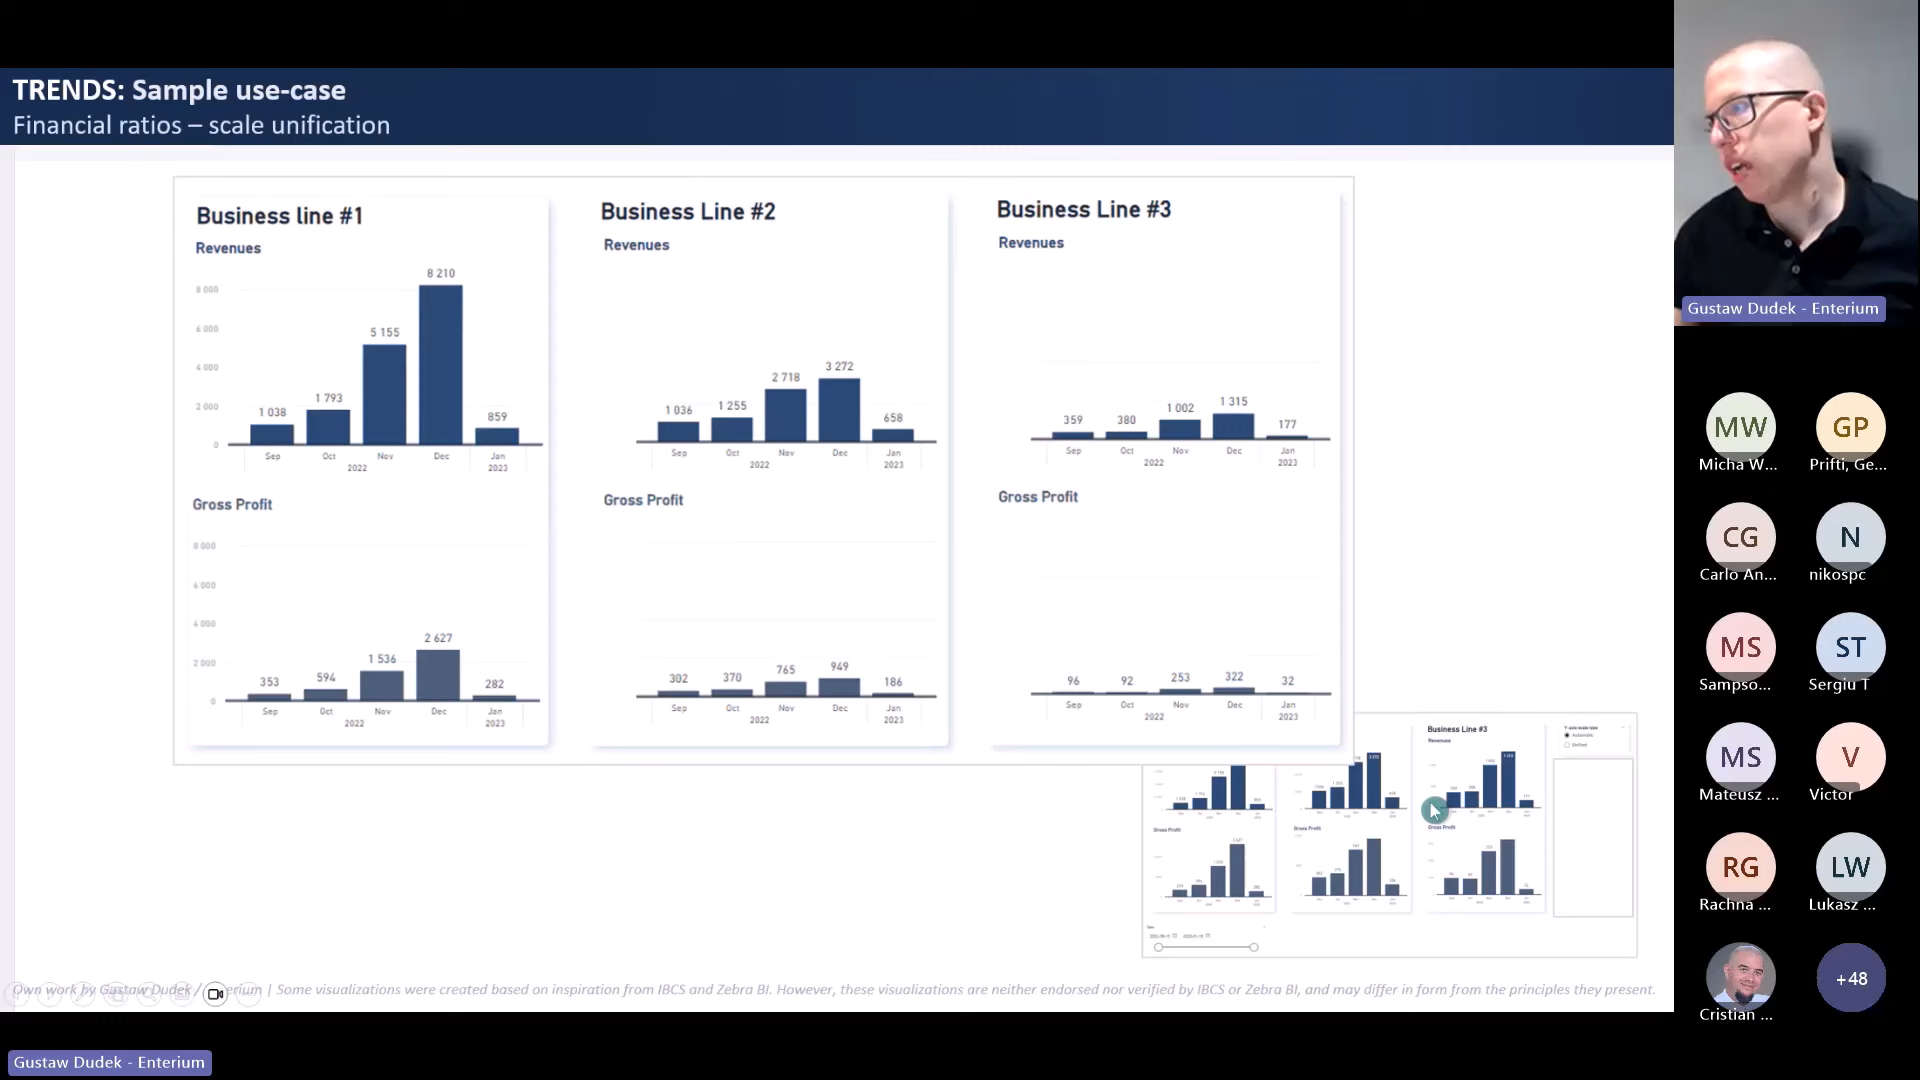 TRENDS: Sample use-case
Financial ratios – scale unification
Business line #1
Revenues
8 000
6 000
4 000
2 000
0
1 038
1 793
5 155
8 210
859
Sep
Oct
Nov
Dec
Jan
2022
2023
Gross Profit
8 000
6 000
4 000
2 000
0
353
594
1 536
2 627
282
Sep
Oct
Nov
Dec
Jan
2022
2023
Business Line #2
Revenues
1 036
1 255
2 718
3 272
658
Sep
Oct
Nov
Dec
Jan
2022
2023
Gross Profit
302
370
765
949
186
Sep
Oct
Nov
Dec
Jan
2022
2023
Business Line #3
Revenues
359
380
1 002
1 315
177
Sep
Oct
Nov
Dec
Jan
2022
2023
Gross Profit
96
92
253
322
32
Sep
Oct
Nov
Dec
Jan
2022
2023
Gross Profit
Gross Profit
Business Line #3
Revenues
Gross Profit
Y-axis scale type
Automatic
Unified
Own work by Gustaw Dudek / Enterium | Some visualizations were created based on inspiration from IBCS and Zebra BI. However, these visualizations are neither endorsed nor verified by IBCS or Zebra BI, and may differ in form from the principles they present.
Gustaw Dudek - Enterium
MW
Micha W...
GP
Prifti, Ge...
CG
Carlo An...
N
nikospc
MS
Sampso...
ST
Sergiu T
MS
Mateusz ...
V
Victor
RG
Rachna ...
LW
Lukasz ...
Cristian ...
+48
Gustaw Dudek - Enterium